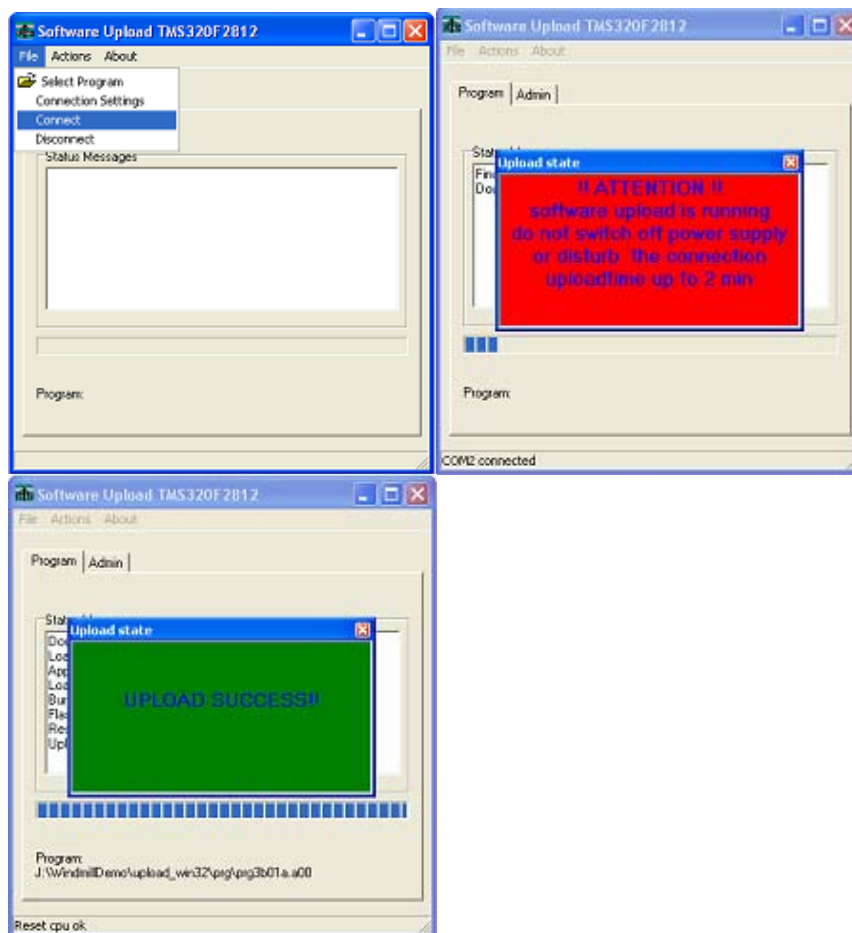 Software Upload TMS320F2812
File Actions About
Select Program
Connection Settings
Connect
Disconnect
Status Messages
Program:
Software Upload TMS320F2812
File Actions About
Program Admin
Upload state
!! ATTENTION !!
software upload is running
do not switch off power supply
or disturb the connection
uploadtime up to 2 min
Program:
COM2 connected
Software Upload TMS320F2812
File Actions About
Program Admin
Upload state
UPLOAD SUCCESS!!
Program:
J:\WindmillDemo\upload_win32\prg\prg3b01a.a00
Reset cpu ok